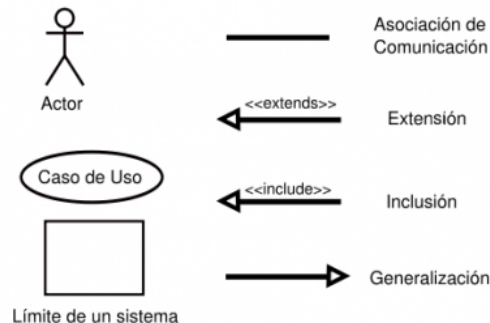 Actor
Asociación de
Comunicación
<<extends>>
Extensión
Caso de Uso
<<include>>
Inclusión
Límite de un sistema
Generalización